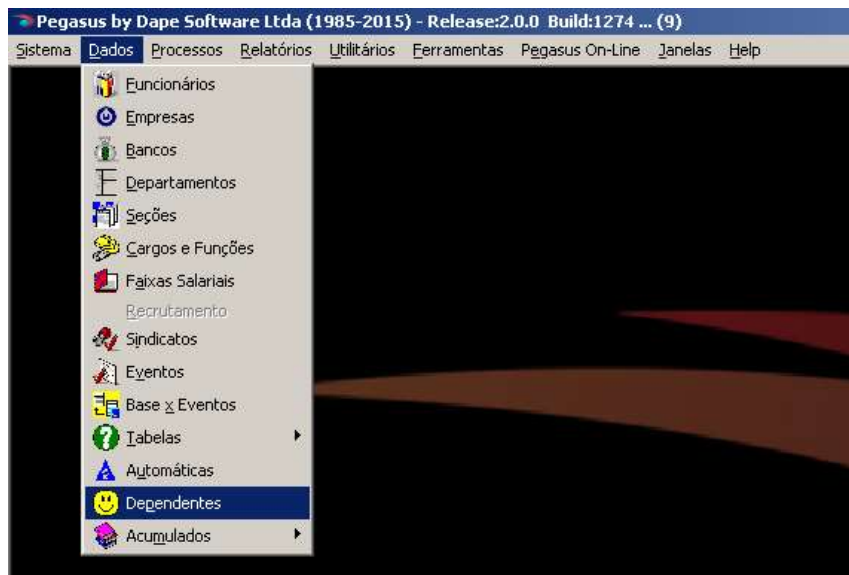 Pegasus by Dape Software Ltda (1985-2015) - Release:2.0.0 Build:1274 ... (9)
Sistema Dados Processos Relatórios Utilitários Ferramentas Pegasus On-Line Janelas Help
Funcionários
Empresas
Bancos
Departamentos
Seções
Cargos e Funções
Faixas Salariais
Recrutamento
Sindicatos
Eventos
Base x Eventos
Tabelas
Automáticas
Dependentes
Acumulados